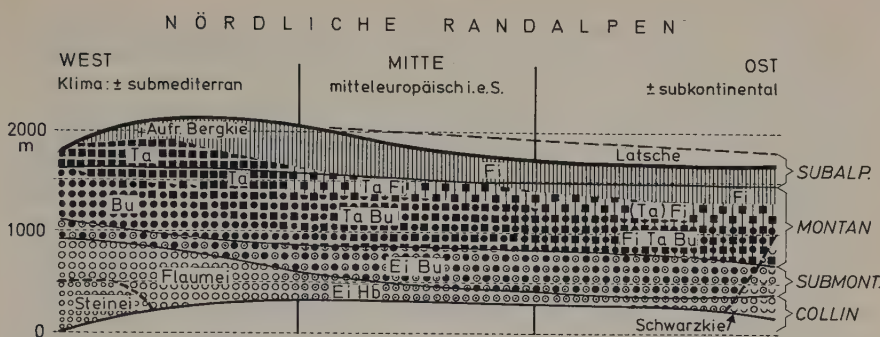 NÖRDLICHE RANDALPEN
WEST
MITTE
OST
Klima: ± submediterran
mitteleuropäisch i.e.S.
± subkontinental
2000
m
+Aufr. Bergkie
Ta
Latsche
Fi
SUBALP.
Ta
Ta Fi
Fi
Bu
Ta Bu
(Ta) Fi
MONTAN
1000
Fi Ta Bu
Ei Bu
Flaumei
SUBMONT.
Steinei
Ei Hb
COLLIN
Schwarzkie
0